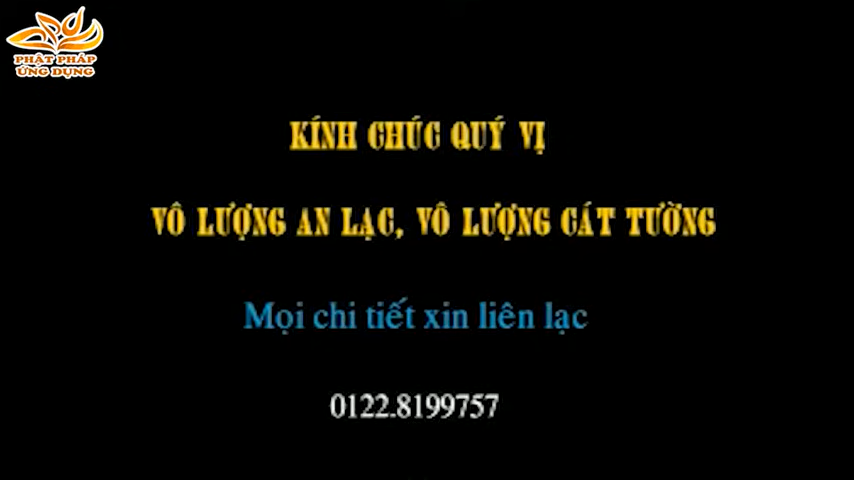 PHẬT PHÁP
ỨNG DỤNG
KÍNH CHÚC QUÝ VỊ
VÔ LƯỢNG AN LẠC, VÔ LƯỢNG CÁT TƯỜNG
Mọi chi tiết xin liên lạc
0122.8199757